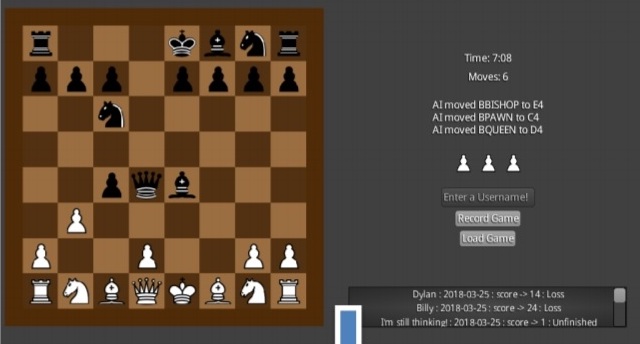 Time: 7:08
Moves: 6
AI moved BBISHOP to E4
AI moved BPAWN to C4
AI moved BQUEEN to D4
Enter a Username!
Record Game
Load Game
Dylan : 2018-03-25 : score -> 14 : Loss
Billy : 2018-03-25 : score -> 24 : Loss
I'm still thinking! : 2018-03-25 : score -> 1 : Unfinished